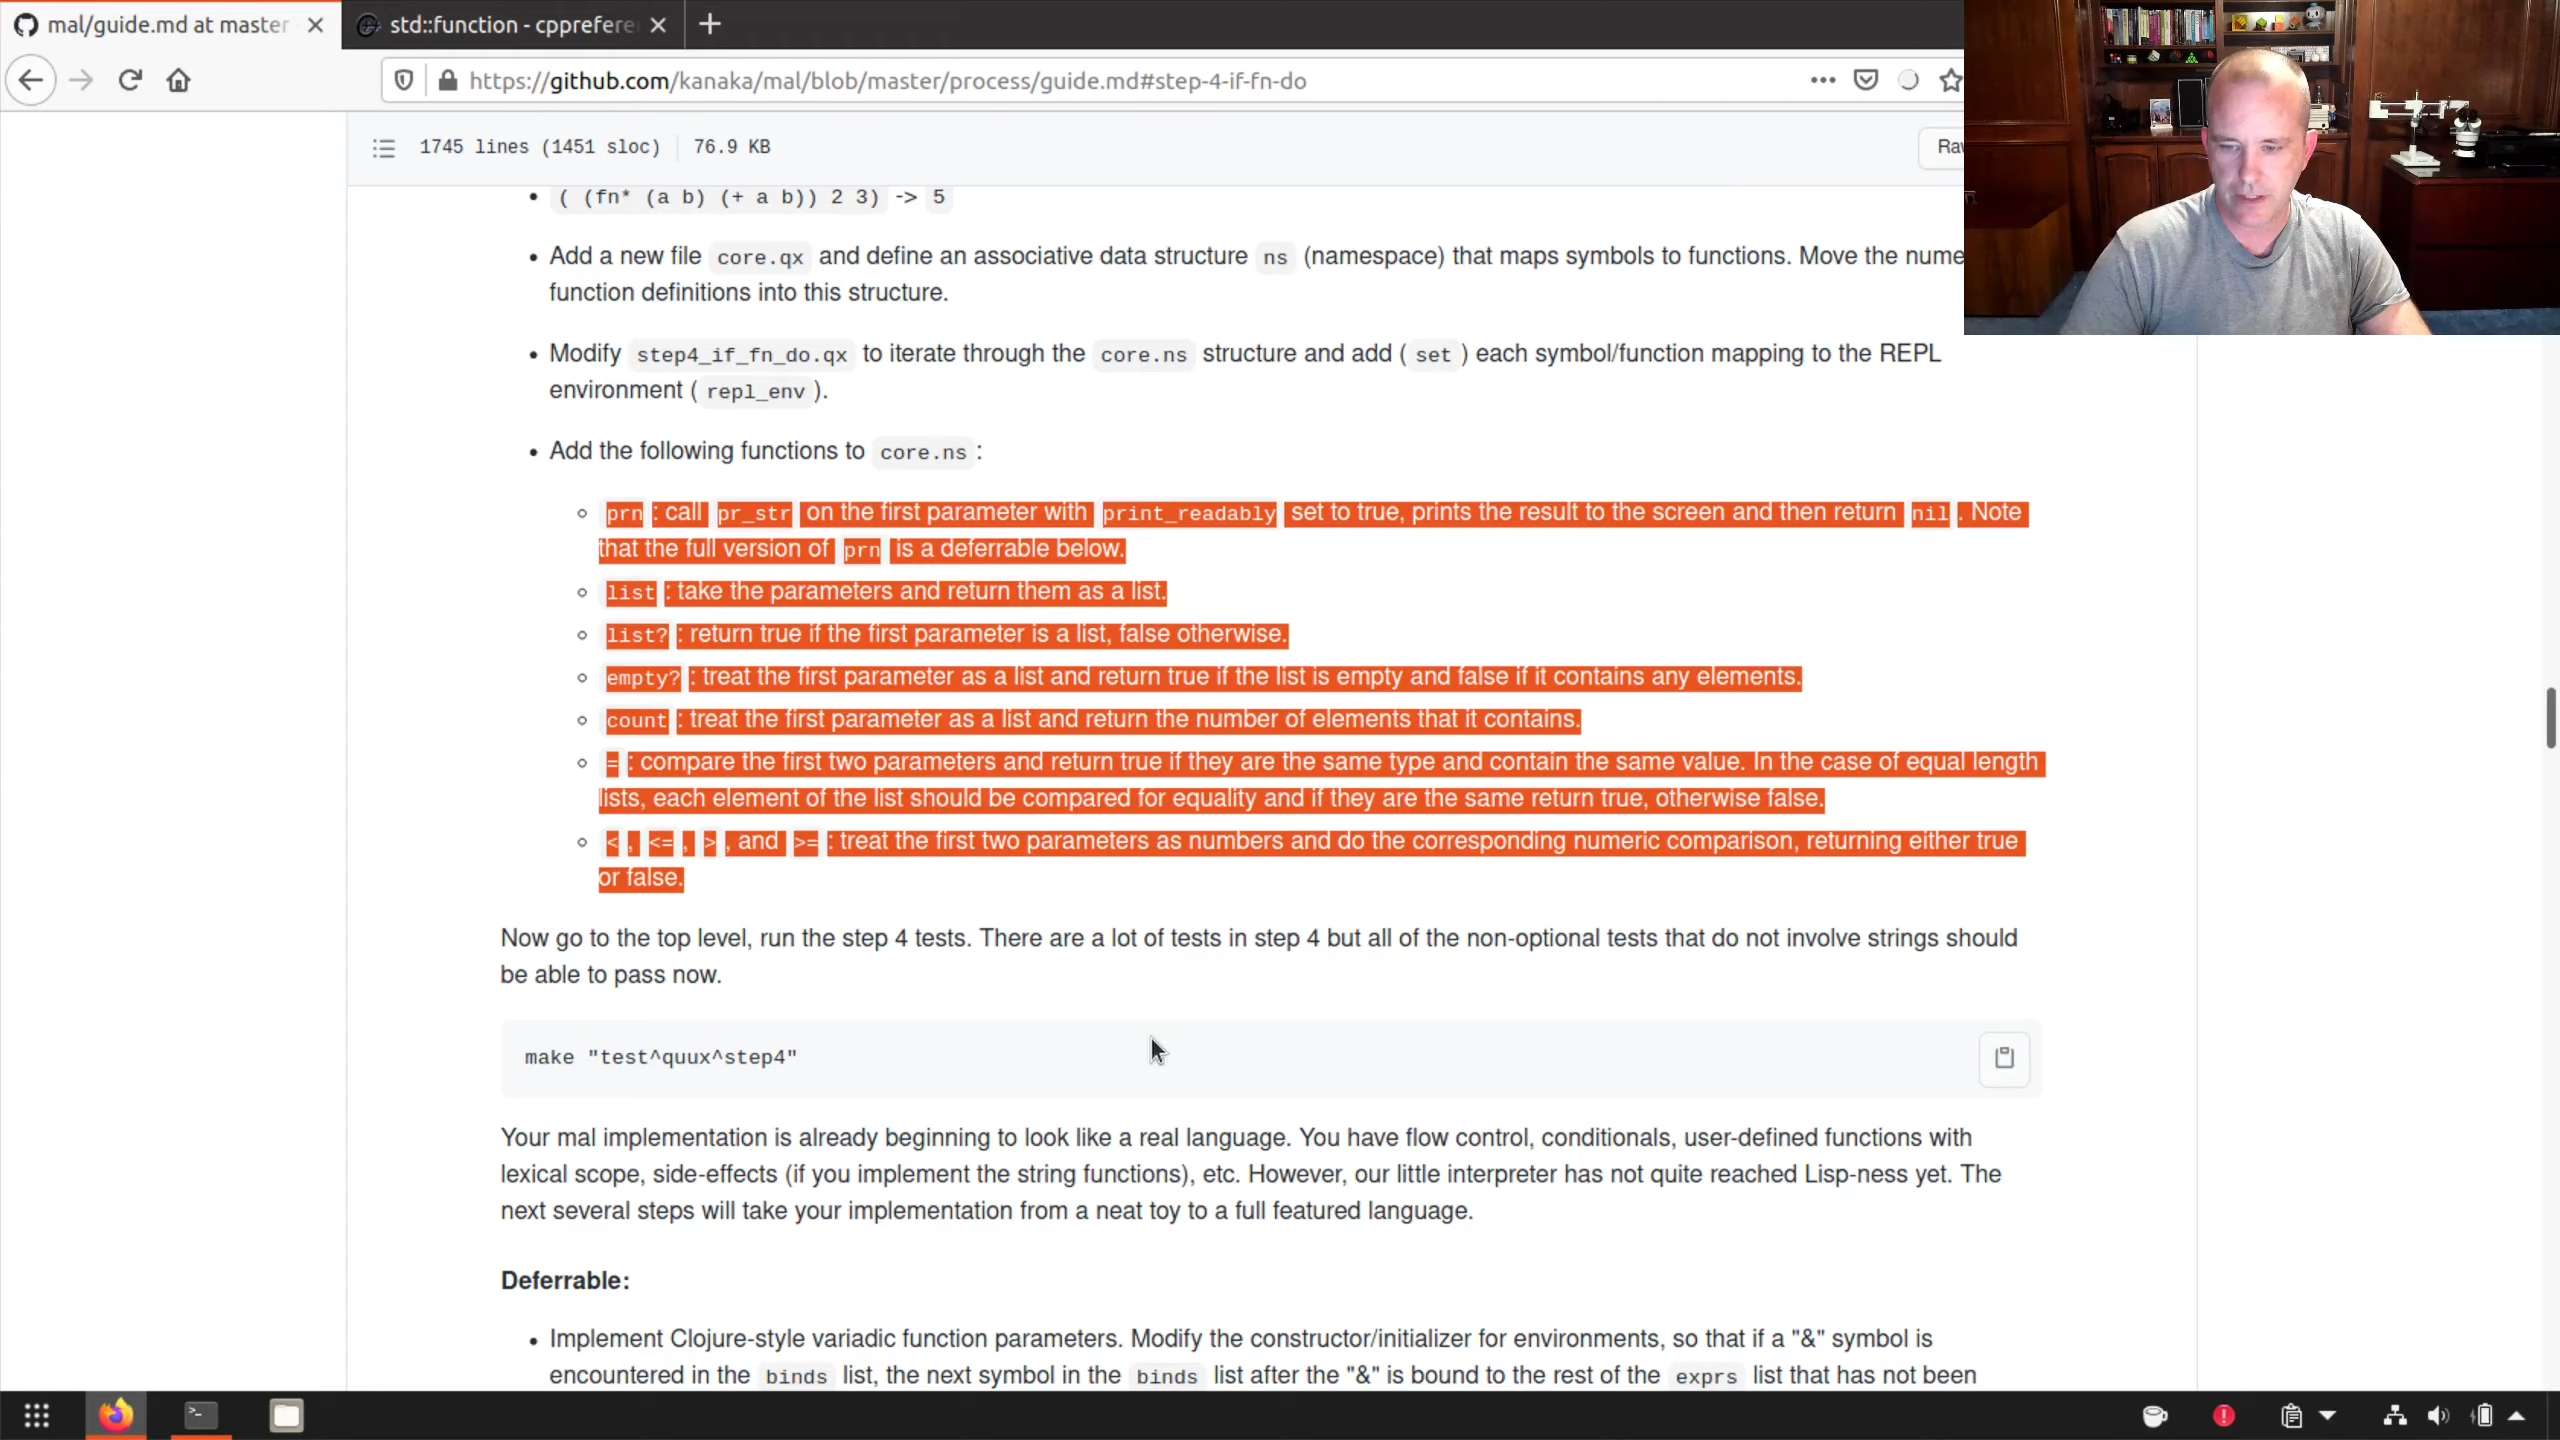 mal/guide.md at master
std::function - cpprefere
https://github.com/kanaka/mal/blob/master/process/guide.md#step-4-if-fn-do
1745 lines (1451 sloc) 76.9 KB
Raw
( (fn* (a b) (+ a b)) 2 3) -> 5
Add a new file core.qx and define an associative data structure ns (namespace) that maps symbols to functions. Move the nume
function definitions into this structure.
Modify step4_if_fn_do.qx to iterate through the core.ns structure and add ( set ) each symbol/function mapping to the REPL
environment ( repl_env ).
Add the following functions to core.ns :
prn : call pr_str on the first parameter with print_readably set to true, prints the result to the screen and then return nil . Note
that the full version of prn is a deferrable below.
list : take the parameters and return them as a list.
list? : return true if the first parameter is a list, false otherwise.
empty? : treat the first parameter as a list and return true if the list is empty and false if it contains any elements.
count : treat the first parameter as a list and return the number of elements that it contains.
= : compare the first two parameters and return true if they are the same type and contain the same value. In the case of equal length
lists, each element of the list should be compared for equality and if they are the same return true, otherwise false.
< , <= , > , and >= : treat the first two parameters as numbers and do the corresponding numeric comparison, returning either true
or false.
Now go to the top level, run the step 4 tests. There are a lot of tests in step 4 but all of the non-optional tests that do not involve strings should
be able to pass now.
make "test^quux^step4"
Your mal implementation is already beginning to look like a real language. You have flow control, conditionals, user-defined functions with
lexical scope, side-effects (if you implement the string functions), etc. However, our little interpreter has not quite reached Lisp-ness yet. The
next several steps will take your implementation from a neat toy to a full featured language.
Deferrable:
Implement Clojure-style variadic function parameters. Modify the constructor/initializer for environments, so that if a "&" symbol is
encountered in the binds list, the next symbol in the binds list after the "&" is bound to the rest of the exprs list that has not been